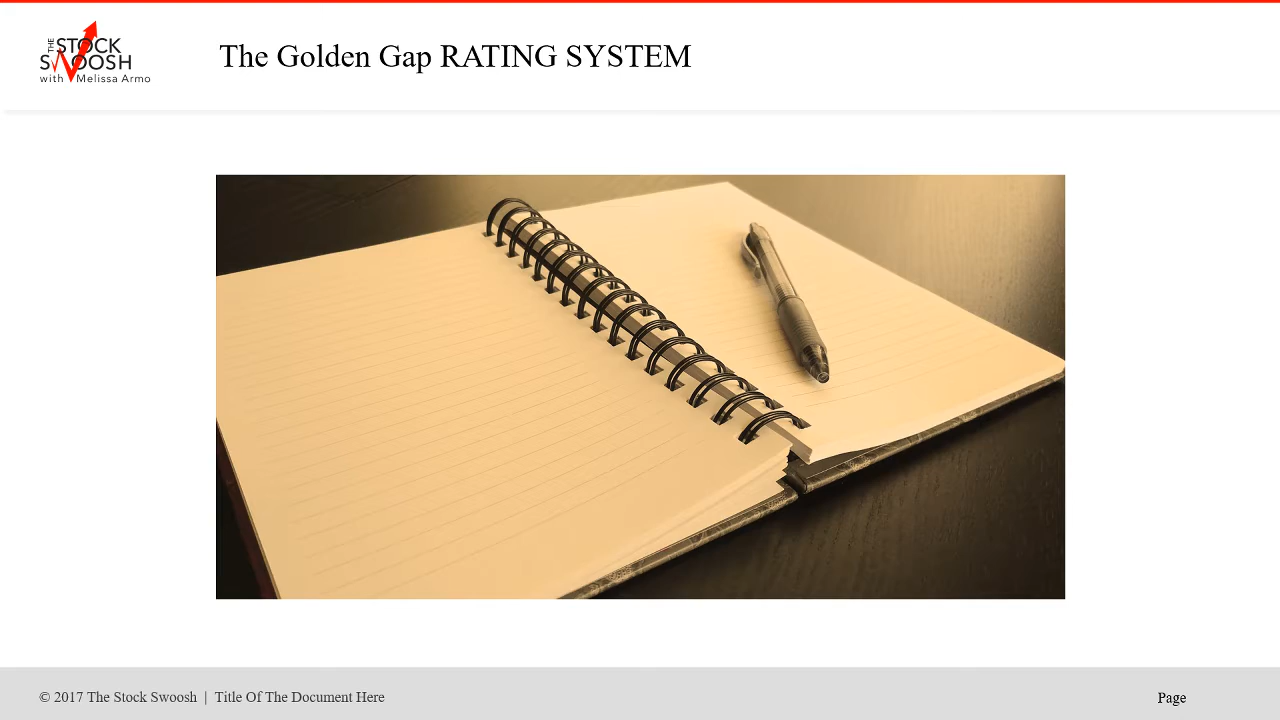 THE STOCK
SWOOSH
with Melissa Armo
The Golden Gap RATING SYSTEM
© 2017 The Stock Swoosh | Title Of The Document Here
Page